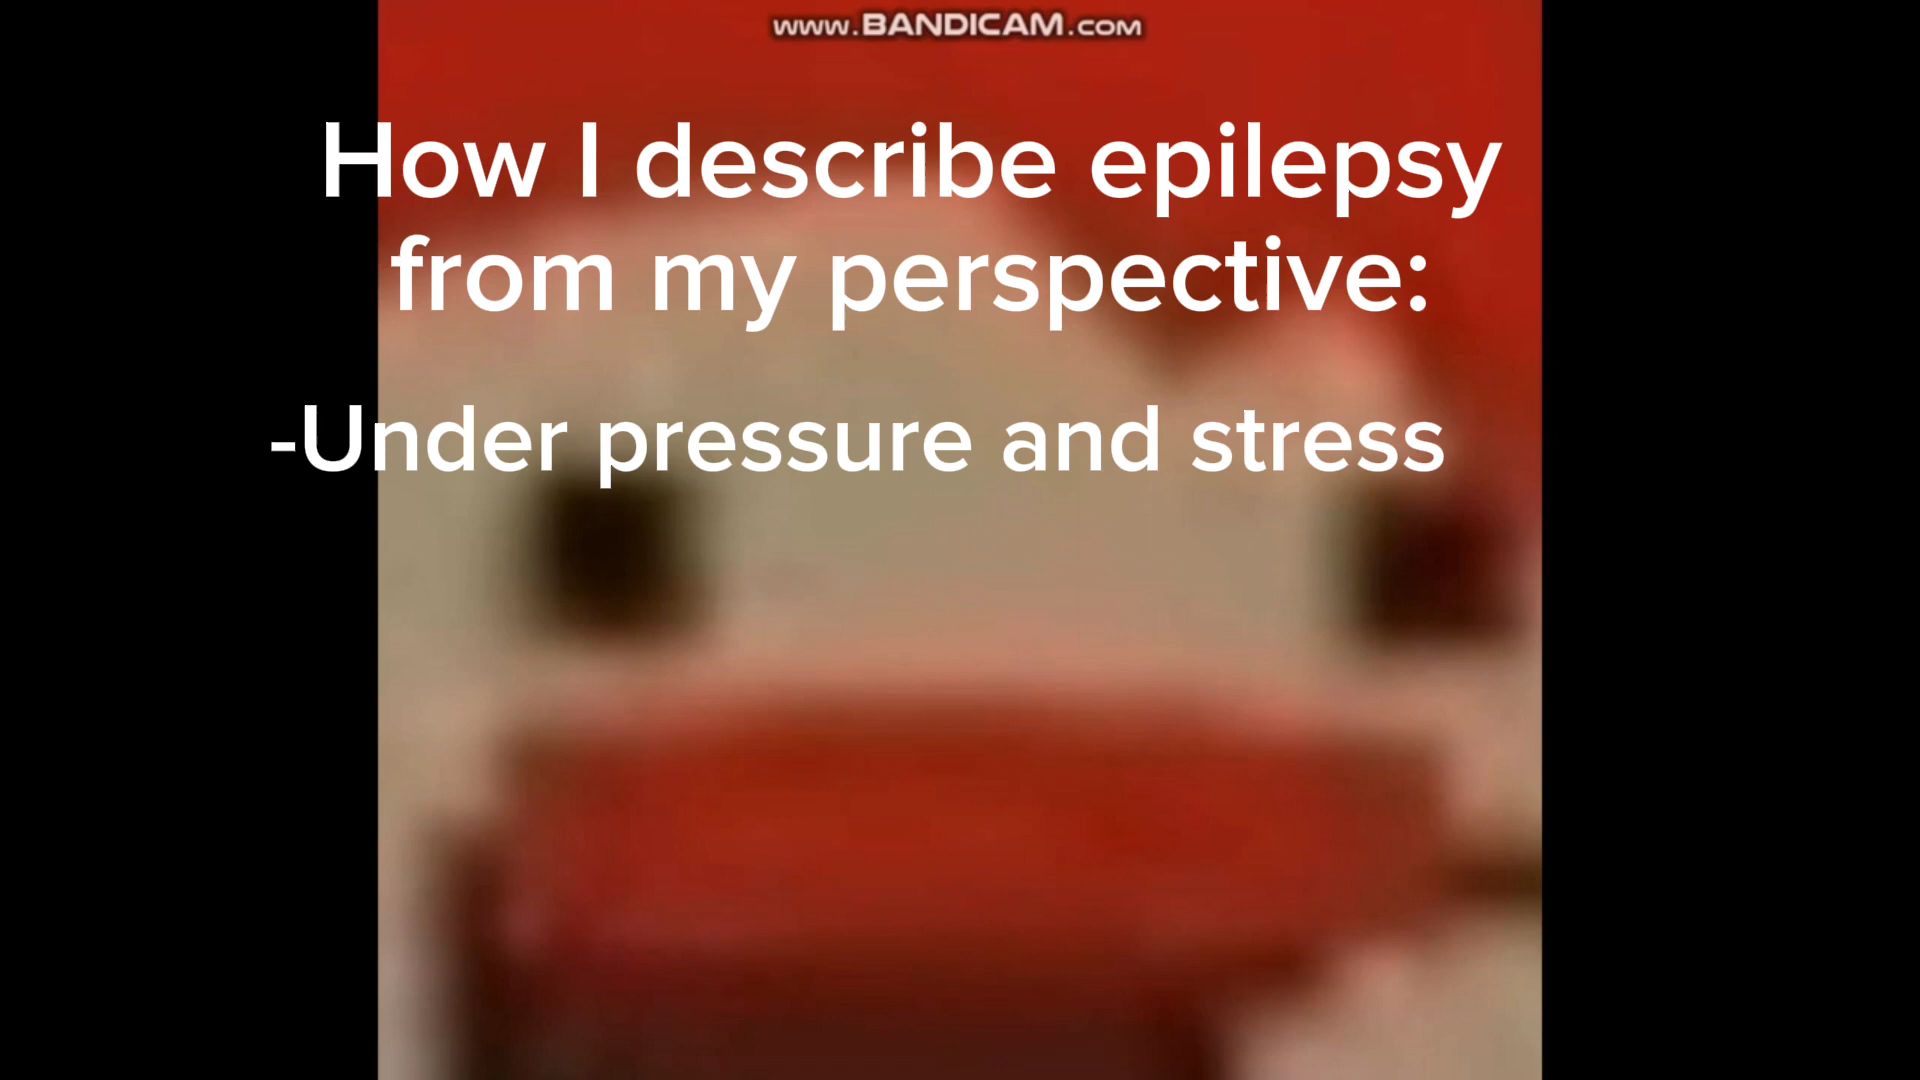 www.BANDICAM.com
How I describe epilepsy
from my perspective:
-Under pressure and stress